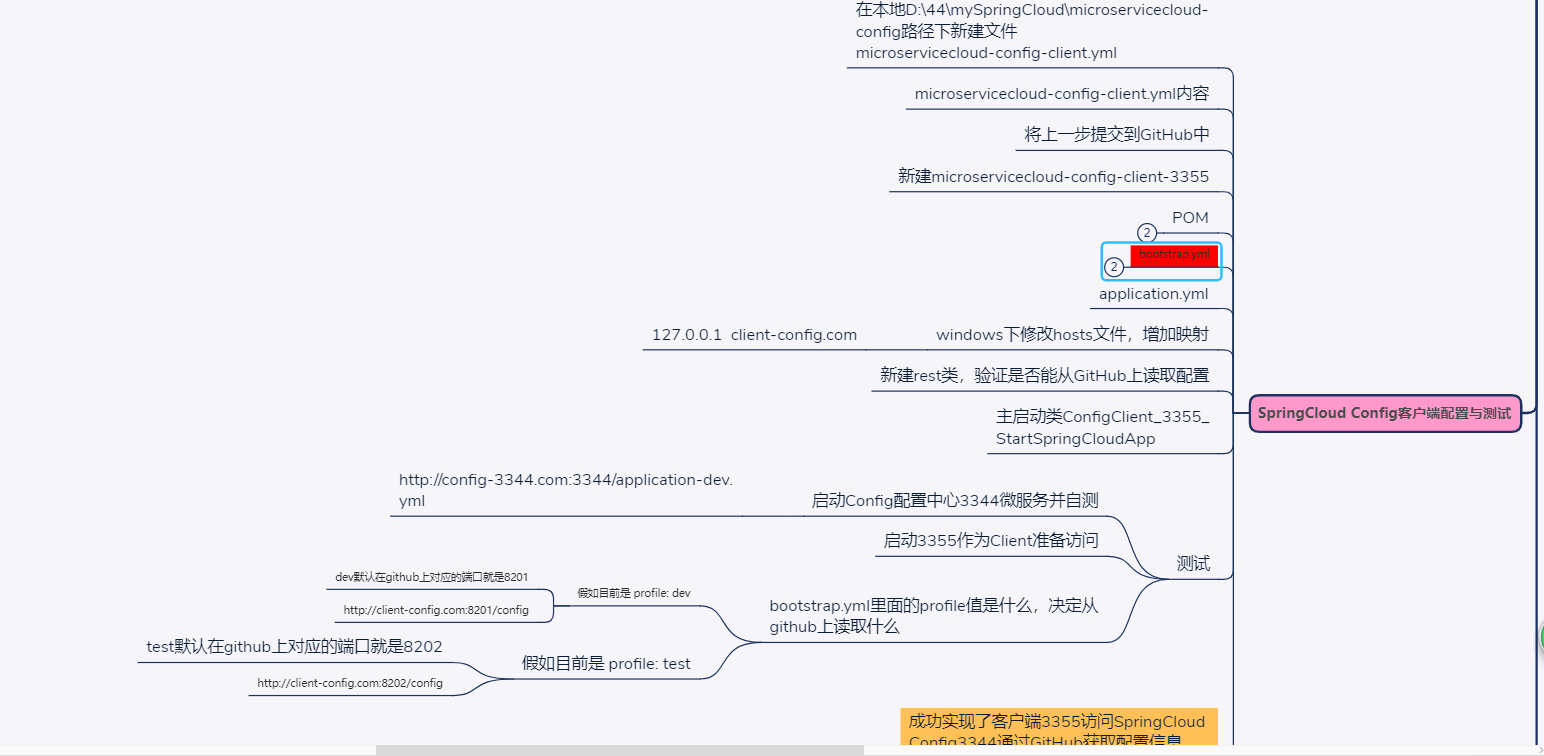 在本地D:\44\mySpringCloud\microservicecloud-
config路径下新建文件
microservicecloud-config-client.yml
microservicecloud-config-client.yml内容
将上一步提交到GitHub中
新建microservicecloud-config-client-3355
POM
2
bootstrap.yml
2
application.yml
127.0.0.1  client-config.com
windows下修改hosts文件，增加映射
新建rest类，验证是否能从GitHub上读取配置
SpringCloud Config客户端配置与测试
主启动类ConfigClient_3355_
StartSpringCloudApp
http://config-3344.com:3344/application-dev.
yml
启动Config配置中心3344微服务并自测
启动3355作为Client准备访问
测试
dev默认在github上对应的端口就是8201
假如目前是 profile: dev
http://client-config.com:8201/config
bootstrap.yml里面的profile值是什么，决定从
github上读取什么
test默认在github上对应的端口就是8202
假如目前是 profile: test
http://client-config.com:8202/config
成功实现了客户端3355访问SpringCloud
Config3344通过GitHub获取配置信息